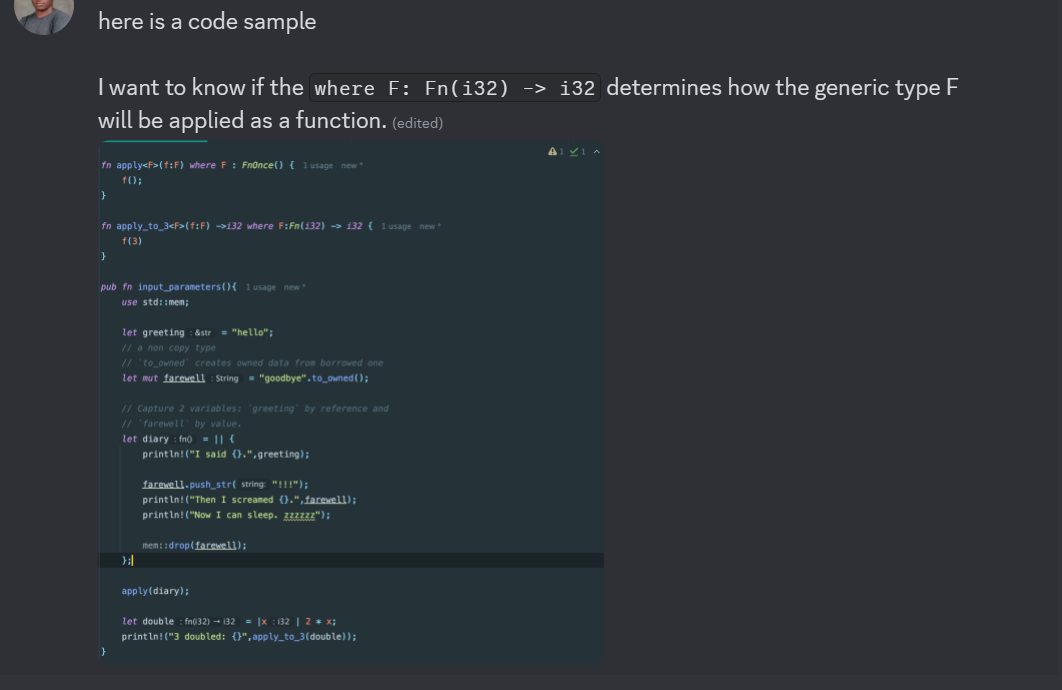 here is a code sample
I want to know if the where F: Fn(i32) -> i32 determines how the generic type F
will be applied as a function. (edited)
1 1
fn apply<F>(f:F) where F : FnOnce() { 1 usage new *
f();
}
fn apply_to_3<F>(f:F) ->i32 where F:Fn(i32) -> i32 { 1 usage new *
f(3)
}
pub fn input_parameters(){ 1 usage new *
use std::mem;
let greeting : &str = "hello";
// a non copy type
// `to_owned` creates owned data from borrowed one
let mut farewell : String = "goodbye".to_owned();
// Capture 2 variables: `greeting` by reference and
// `farewell` by value.
let diary : fn() = || {
println!("I said {}.",greeting);
farewell.push_str( string: "!!!");
println!("Then I screamed {}.",farewell);
println!("Now I can sleep. zzzzzz");
mem::drop(farewell);
};
apply(diary);
let double : fn(i32) → i32 = |x : i32 | 2 * x;
println!("3 doubled: {}",apply_to_3(double));
}